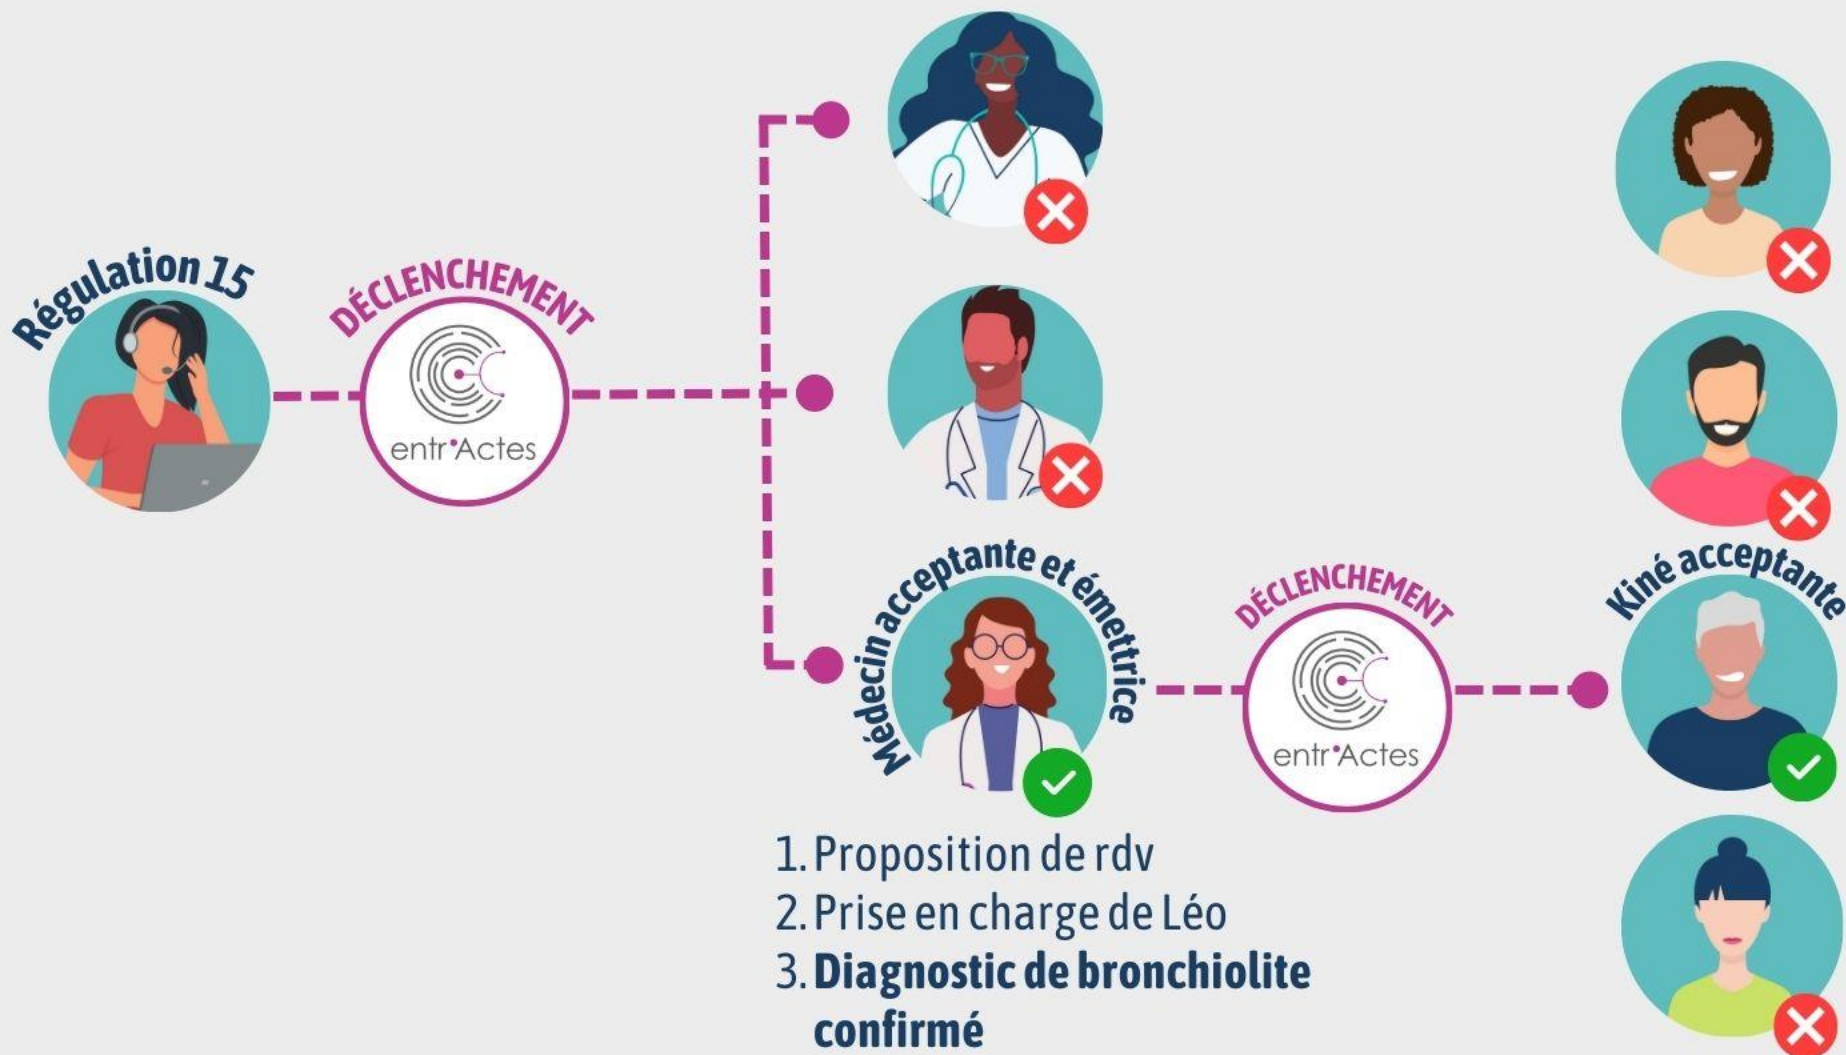 Régulation 15
DÉCLENCHEMENT
entr•Actes
Médecin acceptante et émettrice
DÉCLENCHEMENT
entr•Actes
Kiné acceptante
1. Proposition de rdv
2. Prise en charge de Léo
3. Diagnostic de bronchiolite
confirmé